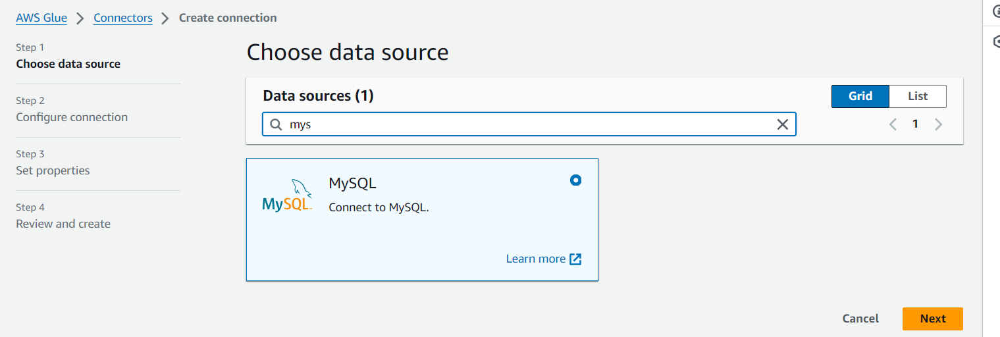 AWS Glue > Connectors > Create connection
Step 1
Choose data source
Step 2
Configure connection
Step 3
Set properties
Step 4
Review and create
Choose data source
Data sources (1)
Grid List
mys
1
MySQL™
MySQL
Connect to MySQL.
Learn more
Cancel Next